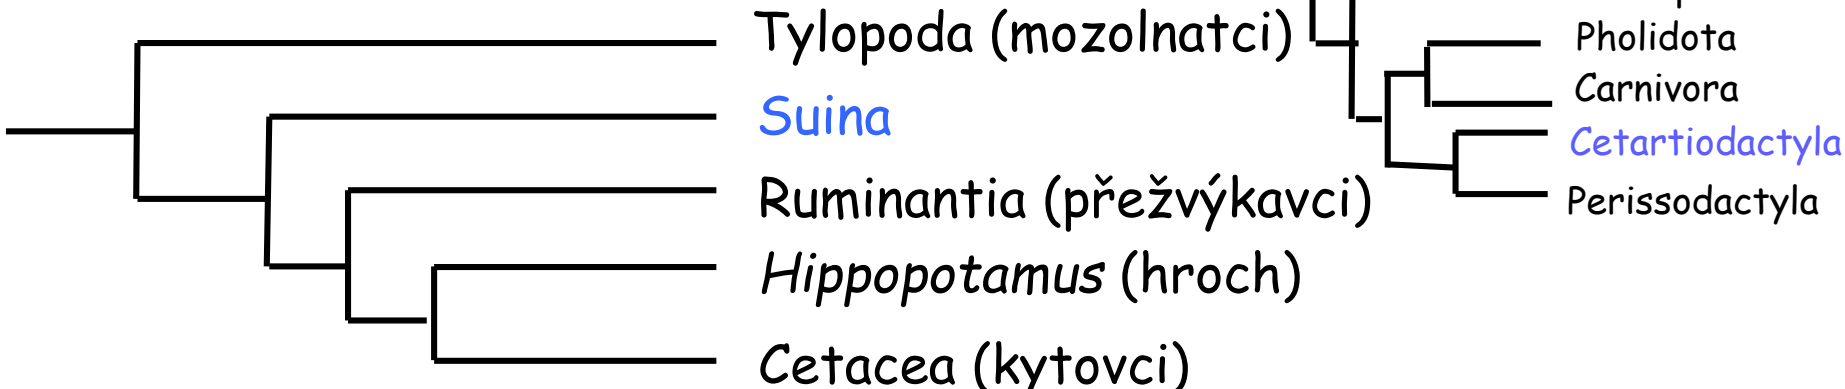 Tylopoda (mozolnatci)
Suina
Ruminantia (přežvýkavci)
Hippopotamus (hroch)
Cetacea (kytovci)
Pholidota
Carnivora
Cetartiodactyla
Perissodactyla